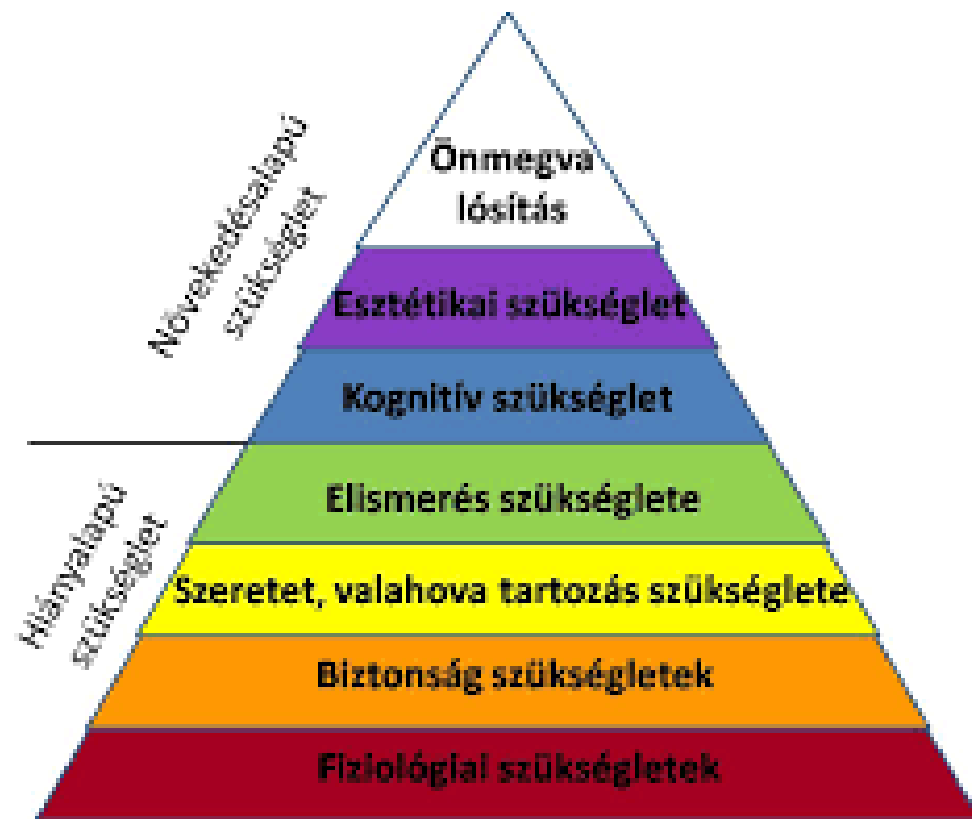 Növekedésalapú
szükséglet
Önmegva
lósítás
Esztétikai szükséglet
Kognitív szükséglet
Hiányalapú
szükséglet
Elismerés szükséglete
Szeretet, valahova tartozás szükséglete
Biztonság szükségletek
Fiziológiai szükségletek